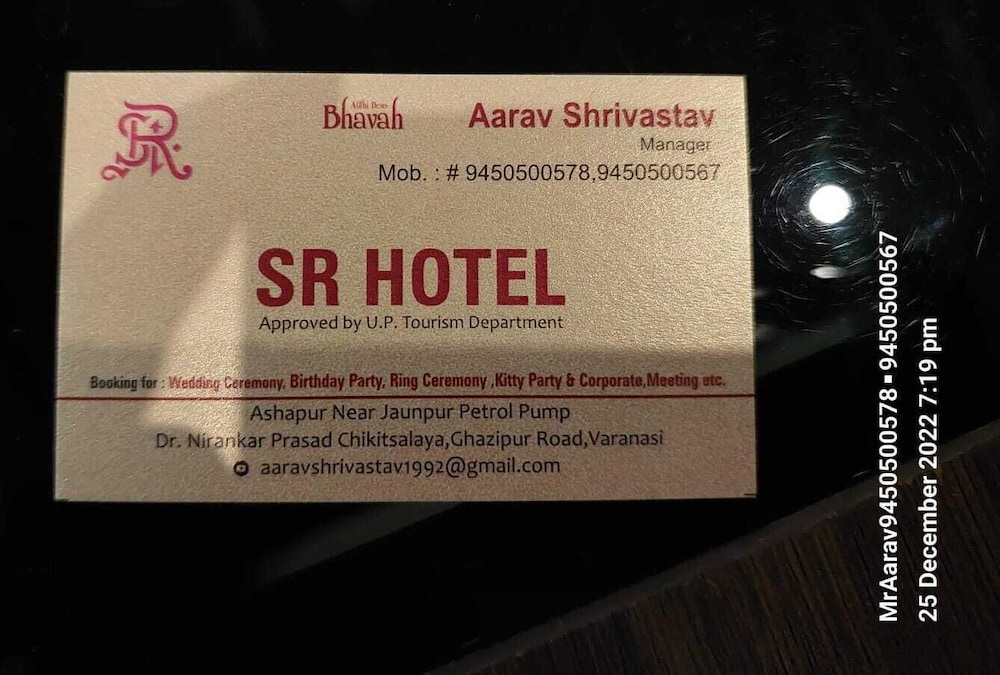 SR
Atithi Devo
Bhavah
Aarav Shrivastav
Manager
Mob. : # 9450500578,9450500567
SR HOTEL
Approved by U.P. Tourism Department
Booking for : Wedding Ceremony, Birthday Party, Ring Ceremony ,Kitty Party & Corporate,Meeting etc.
Ashapur Near Jaunpur Petrol Pump
Dr. Nirankar Prasad Chikitsalaya,Ghazipur Road,Varanasi
aaravshrivastav1992@gmail.com
MrAarav9450500578▪9450500567
25 December 2022 7:19 pm